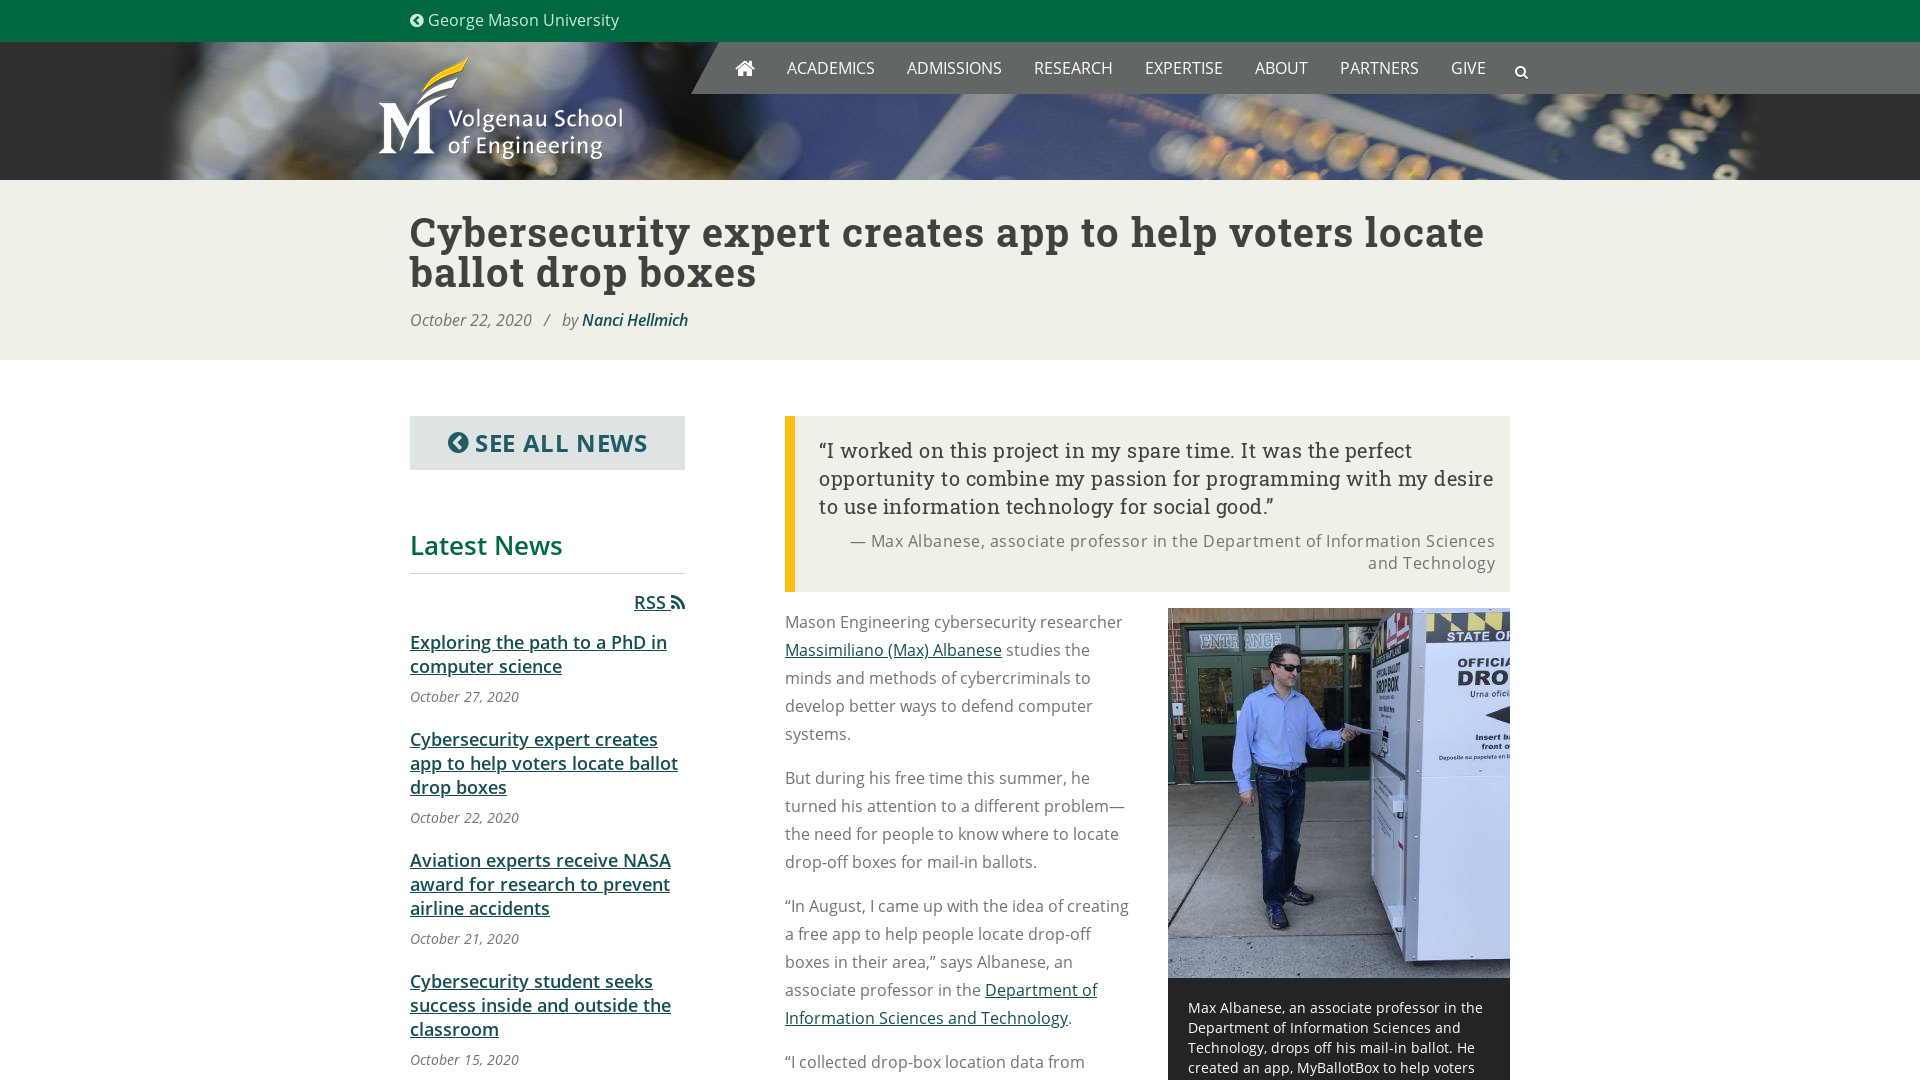 George Mason University
Volgenau School
of Engineering
ACADEMICS ADMISSIONS RESEARCH EXPERTISE ABOUT PARTNERS GIVE
Cybersecurity expert creates app to help voters locate
ballot drop boxes
October 22, 2020 / by Nanci Hellmich
SEE ALL NEWS
Latest News
RSS
Exploring the path to a PhD in
computer science
October 27, 2020
Cybersecurity expert creates
app to help voters locate ballot
drop boxes
October 22, 2020
Aviation experts receive NASA
award for research to prevent
airline accidents
October 21, 2020
Cybersecurity student seeks
success inside and outside the
classroom
October 15, 2020
“I worked on this project in my spare time. It was the perfect
opportunity to combine my passion for programming with my desire
to use information technology for social good.”
— Max Albanese, associate professor in the Department of Information Sciences
and Technology
Mason Engineering cybersecurity researcher
Massimiliano (Max) Albanese studies the
minds and methods of cybercriminals to
develop better ways to defend computer
systems.
But during his free time this summer, he
turned his attention to a different problem—
the need for people to know where to locate
drop-off boxes for mail-in ballots.
“In August, I came up with the idea of creating
a free app to help people locate drop-off
boxes in their area,” says Albanese, an
associate professor in the Department of
Information Sciences and Technology.
“I collected drop-box location data from
ENTRANCE
STATE OF
OFFICIAL BALLOT
DROP BOX
OFFICIA
DRO
Urna ofici
Insert ba
front o
Max Albanese, an associate professor in the
Department of Information Sciences and
Technology, drops off his mail-in ballot. He
created an app, MyBallotBox to help voters